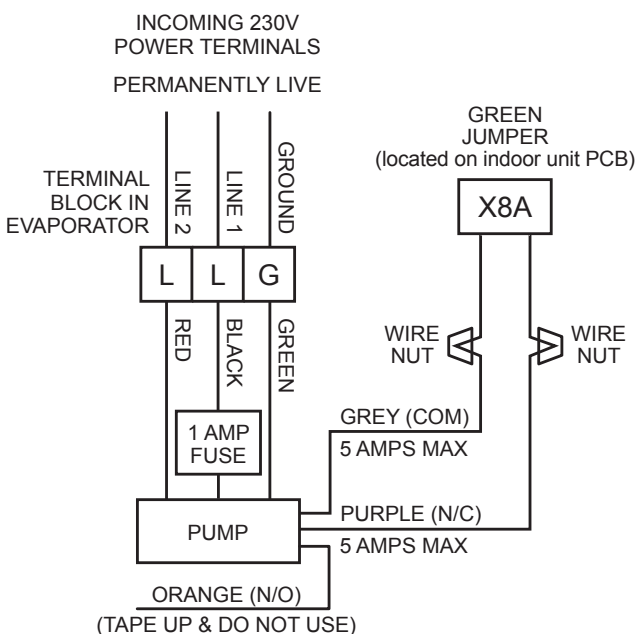 INCOMING 230V
POWER TERMINALS
PERMANENTLY LIVE
GREEN
JUMPER
(located on indoor unit PCB)
TERMINAL
BLOCK IN
EVAPORATOR
LINE 2
LINE 1
GROUND
X8A
L
L
G
RED
BLACK
GREEN
WIRE
NUT
WIRE
NUT
1 AMP
FUSE
GREY (COM)
5 AMPS MAX
PUMP
PURPLE (N/C)
5 AMPS MAX
ORANGE (N/O)
(TAPE UP & DO NOT USE)